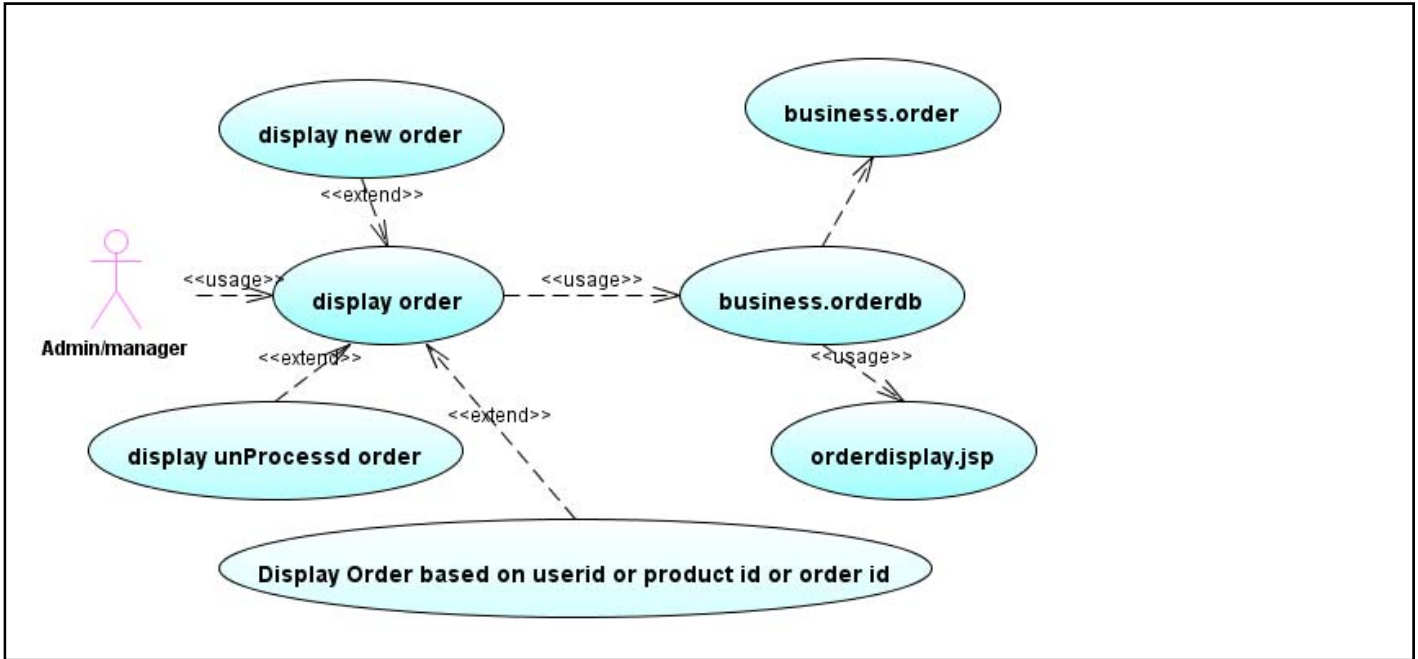 display new order
business.order
<<extend>>
<<usage>>
display order
<<usage>>
business.orderdb
Admin/manager
<<extend>>
<<usage>>
<<extend>>
display unProcessd order
orderdisplay.jsp
Display Order based on userid or product id or order id